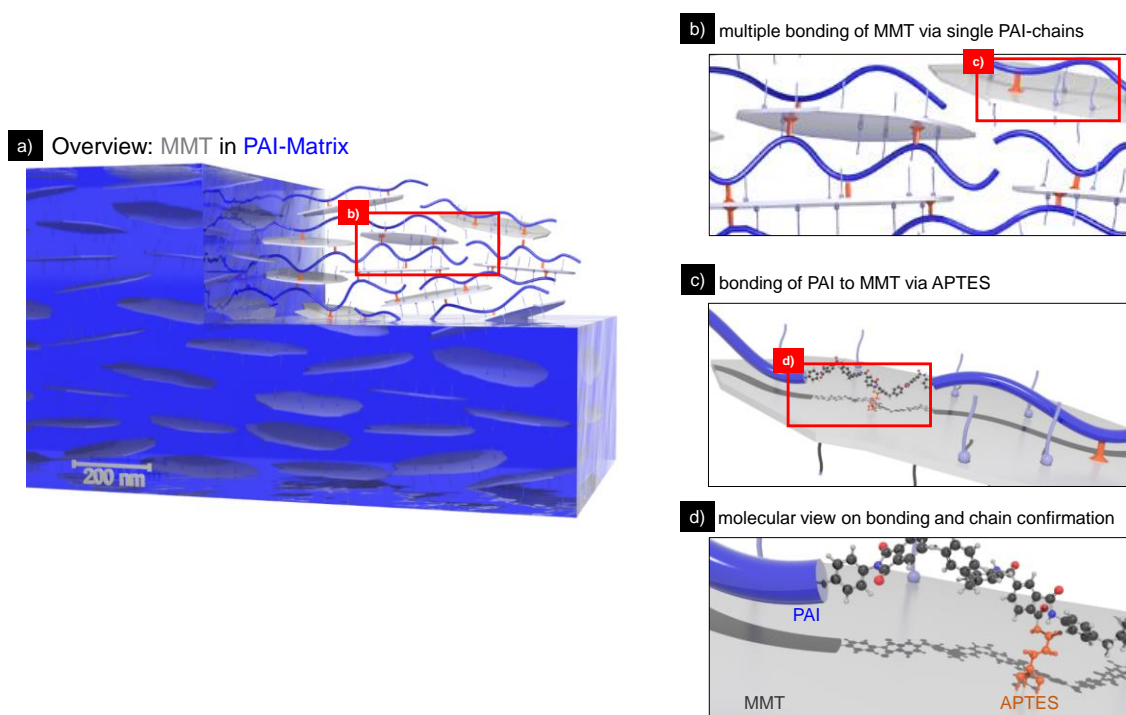 a) Overview: MMT in PAI-Matrix
b)
200 nm
b) multiple bonding of MMT via single PAI-chains
c)
c) bonding of PAI to MMT via APTES
d)
d) molecular view on bonding and chain confirmation
PAI
MMT
APTES